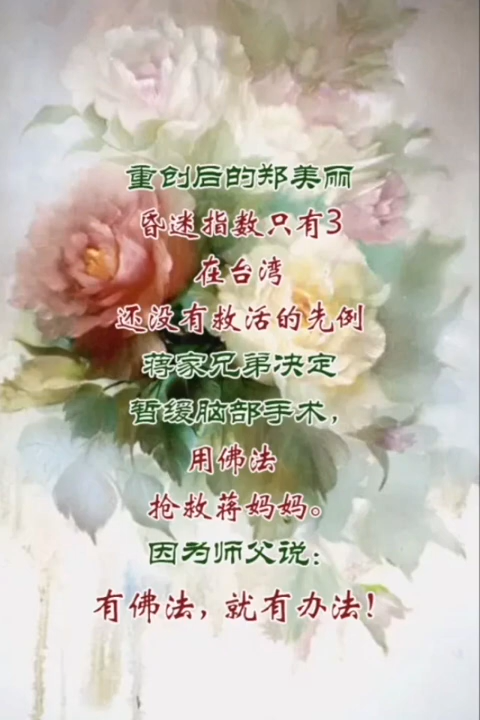 重创后的郑美丽
昏迷指数只有3
在台湾
还没有救活的先例
蒋家兄弟决定
暂缓脑部手术，
用佛法
抢救蒋妈妈。
因为师父说：
有佛法，就有办法！